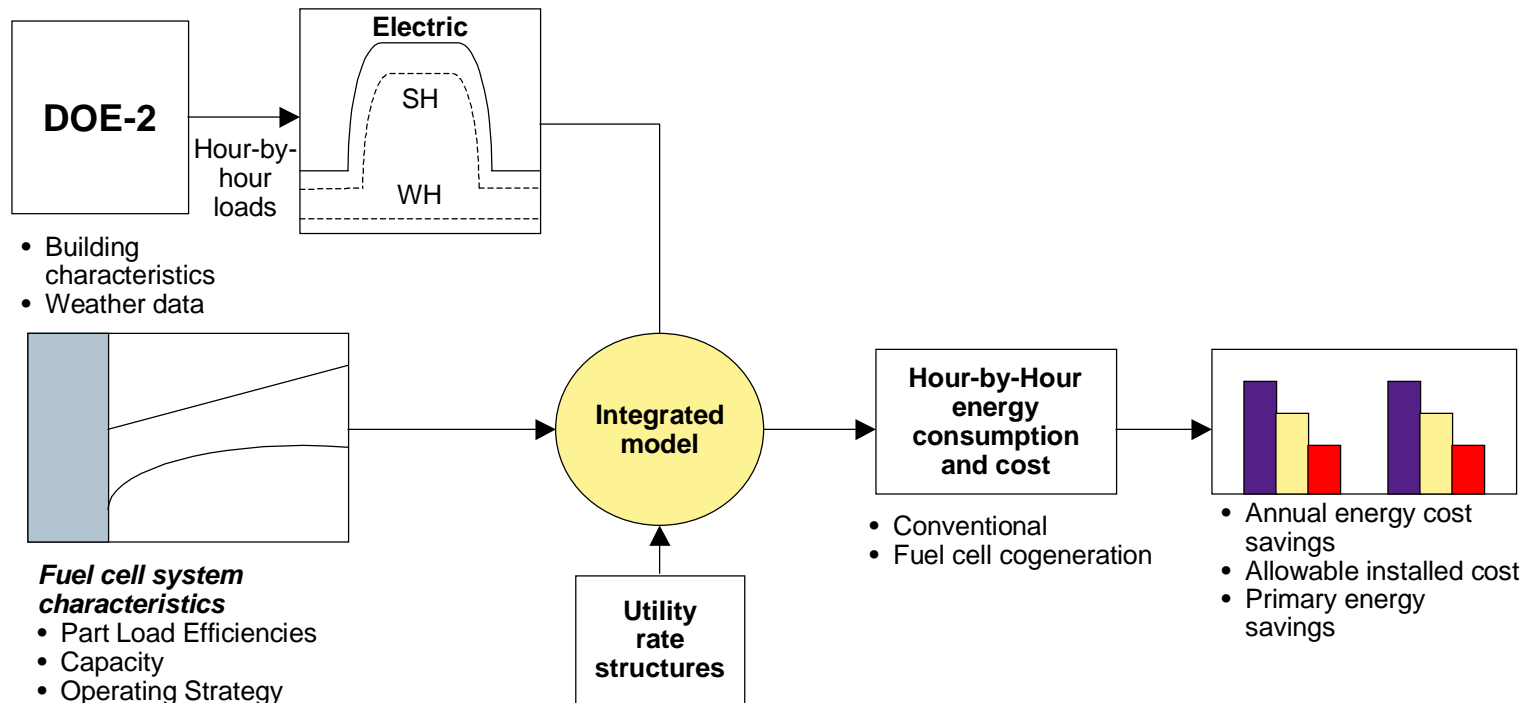 Electric
DOE-2
SH
WH
Hour-by-
hour
loads
• Building
characteristics
• Weather data
Integrated
model
Hour-by-Hour
energy
consumption
and cost
• Conventional
• Fuel cell cogeneration
• Annual energy cost
savings
• Allowable installed cost
• Primary energy
savings
Fuel cell system
characteristics
• Part Load Efficiencies
• Capacity
• Operating Strategy
Utility
rate
structures